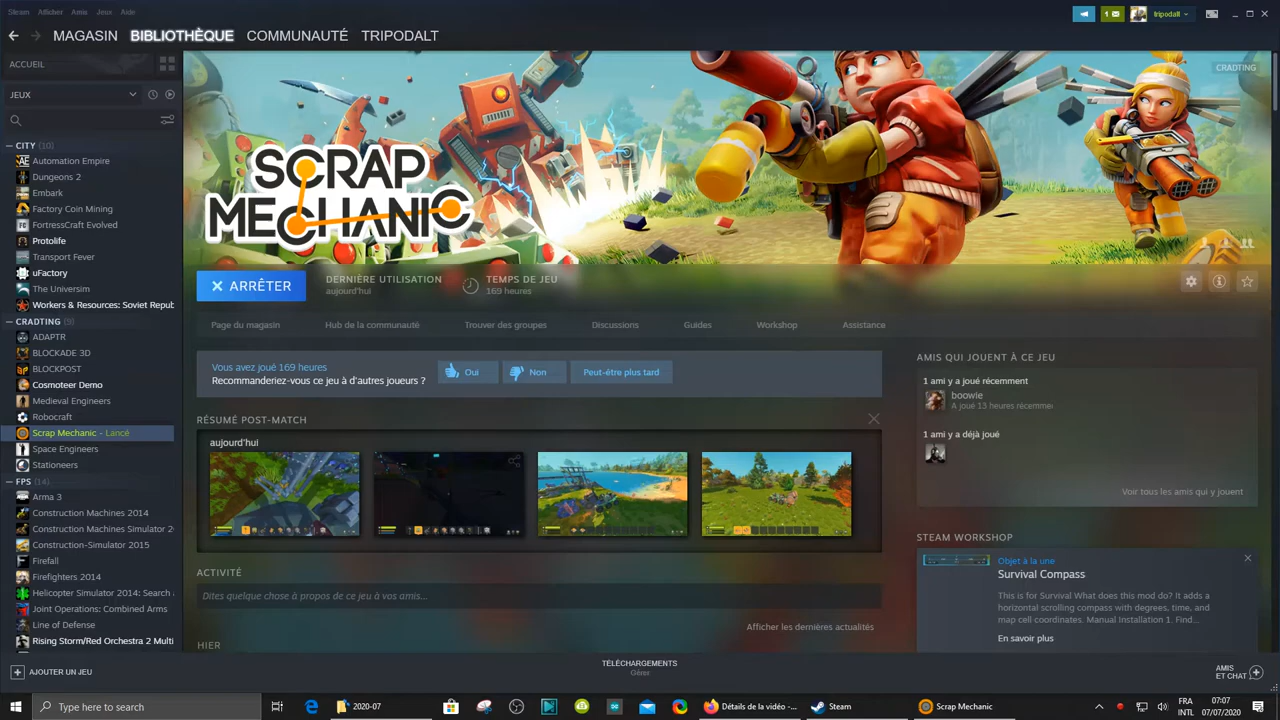 Steam Afficher Amis Jeux Aide
1
tripodalt
MAGASIN BIBLIOTHÈQUE COMMUNAUTÉ TRIPODALT
ACCUEIL
JEUX
CITY (10)
Automation Empire
Dungeons 2
Embark
Factory Coin Mining
FortressCraft Evolved
Protolife
Transport Fever
uFactory
The Universim
Workers & Resources: Soviet Repub
CRADTING (9)
ADAPTR
BLOCKADE 3D
BLOCKPOST
Cosmoteer Demo
Medieval Engineers
Robocraft
Scrap Mechanic - Lancé
Space Engineers
Stationeers
FPS (14)
Arma 3
Construction Machines 2014
Construction Machines Simulator 2
Construction-Simulator 2015
Firefall
Firefighters 2014
Helicopter Simulator 2014: Search
Joint Operations: Combined Arms
Line of Defense
Rising Storm/Red Orchestra 2 Multi
AJOUTER UN JEU
CRADTING
SCRAP
MECHANIC
ARRÊTER
DERNIÈRE UTILISATION
aujourd'hui
TEMPS DE JEU
169 heures
Page du magasin Hub de la communauté Trouver des groupes Discussions Guides Workshop Assistance
Vous avez joué 169 heures
Recommanderiez-vous ce jeu à d'autres joueurs ?
Oui Non Peut-être plus tard
RÉSUMÉ POST-MATCH
aujourd'hui
ACTIVITÉ
Dites quelque chose à propos de ce jeu à vos amis...
Afficher les dernières actualités
HIER
AMIS QUI JOUENT À CE JEU
1 ami y a joué récemment
boowie
A joué 13 heures récemme
1 ami y a déjà joué
Voir tous les amis qui y jouent
STEAM WORKSHOP
Objet à la une
Survival Compass
This is for Survival What does this mod do? It adds a
horizontal scrolling compass with degrees, time, and
map cell coordinates. Manual Installation 1. Find...
En savoir plus
TÉLÉCHARGEMENTS
Gérer
AMIS
ET CHAT
Type here to search
2020-07
Détails de la vidéo -...
Steam
Scrap Mechanic
FRA
INTL
07:07
07/07/2020